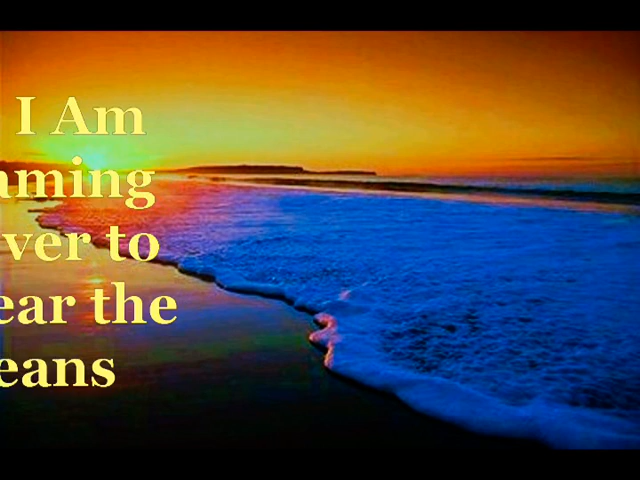 I Am
aming
ver to
ear the
eans